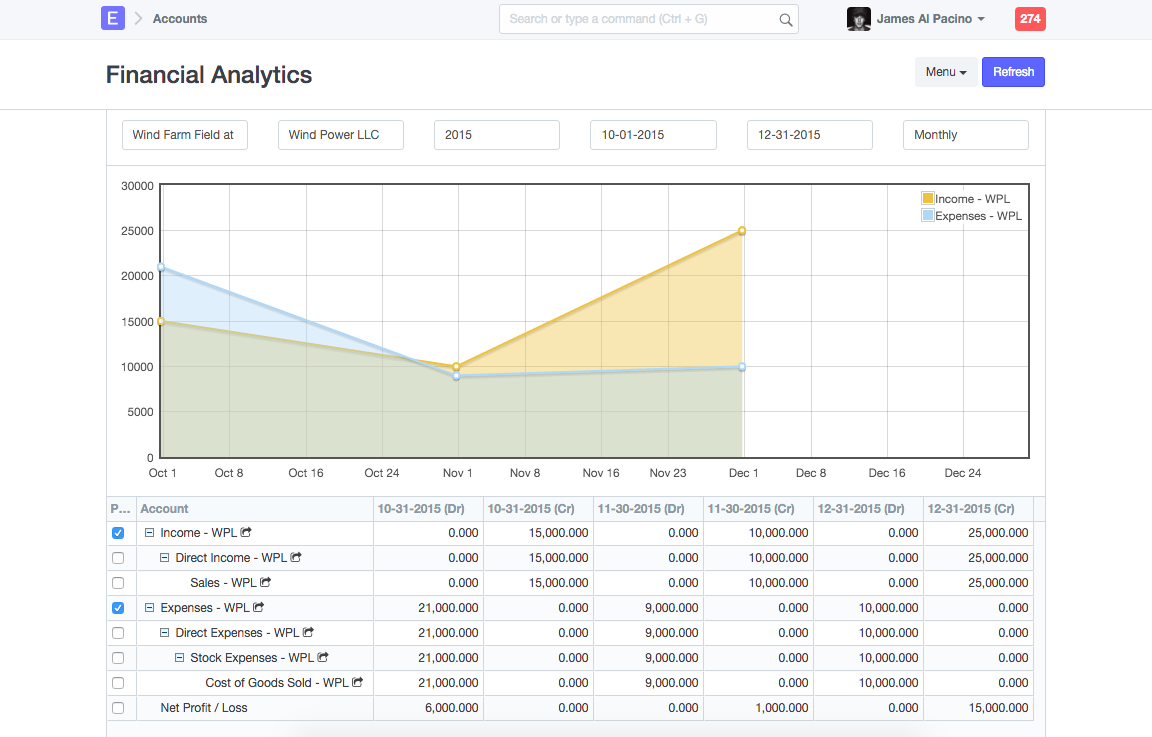 E Accounts Search or type a command (Ctrl + G) James Al Pacino 274
Financial Analytics Menu Refresh
Wind Farm Field at Wind Power LLC 2015 10-01-2015 12-31-2015 Monthly
30000
Income - WPL
Expenses - WPL
25000
20000
15000
10000
5000
0
Oct 1 Oct 8 Oct 16 Oct 24 Nov 1 Nov 8 Nov 16 Nov 23 Dec 1 Dec 8 Dec 16 Dec 24
P... Account 10-31-2015 (Dr) 10-31-2015 (Cr) 11-30-2015 (Dr) 11-30-2015 (Cr) 12-31-2015 (Dr) 12-31-2015 (Cr)
Income - WPL 0.000 15,000.000 0.000 10,000.000 0.000 25,000.000
Direct Income - WPL 0.000 15,000.000 0.000 10,000.000 0.000 25,000.000
Sales - WPL 0.000 15,000.000 0.000 10,000.000 0.000 25,000.000
Expenses - WPL 21,000.000 0.000 9,000.000 0.000 10,000.000 0.000
Direct Expenses - WPL 21,000.000 0.000 9,000.000 0.000 10,000.000 0.000
Stock Expenses - WPL 21,000.000 0.000 9,000.000 0.000 10,000.000 0.000
Cost of Goods Sold - WPL 21,000.000 0.000 9,000.000 0.000 10,000.000 0.000
Net Profit / Loss 6,000.000 0.000 0.000 1,000.000 0.000 15,000.000